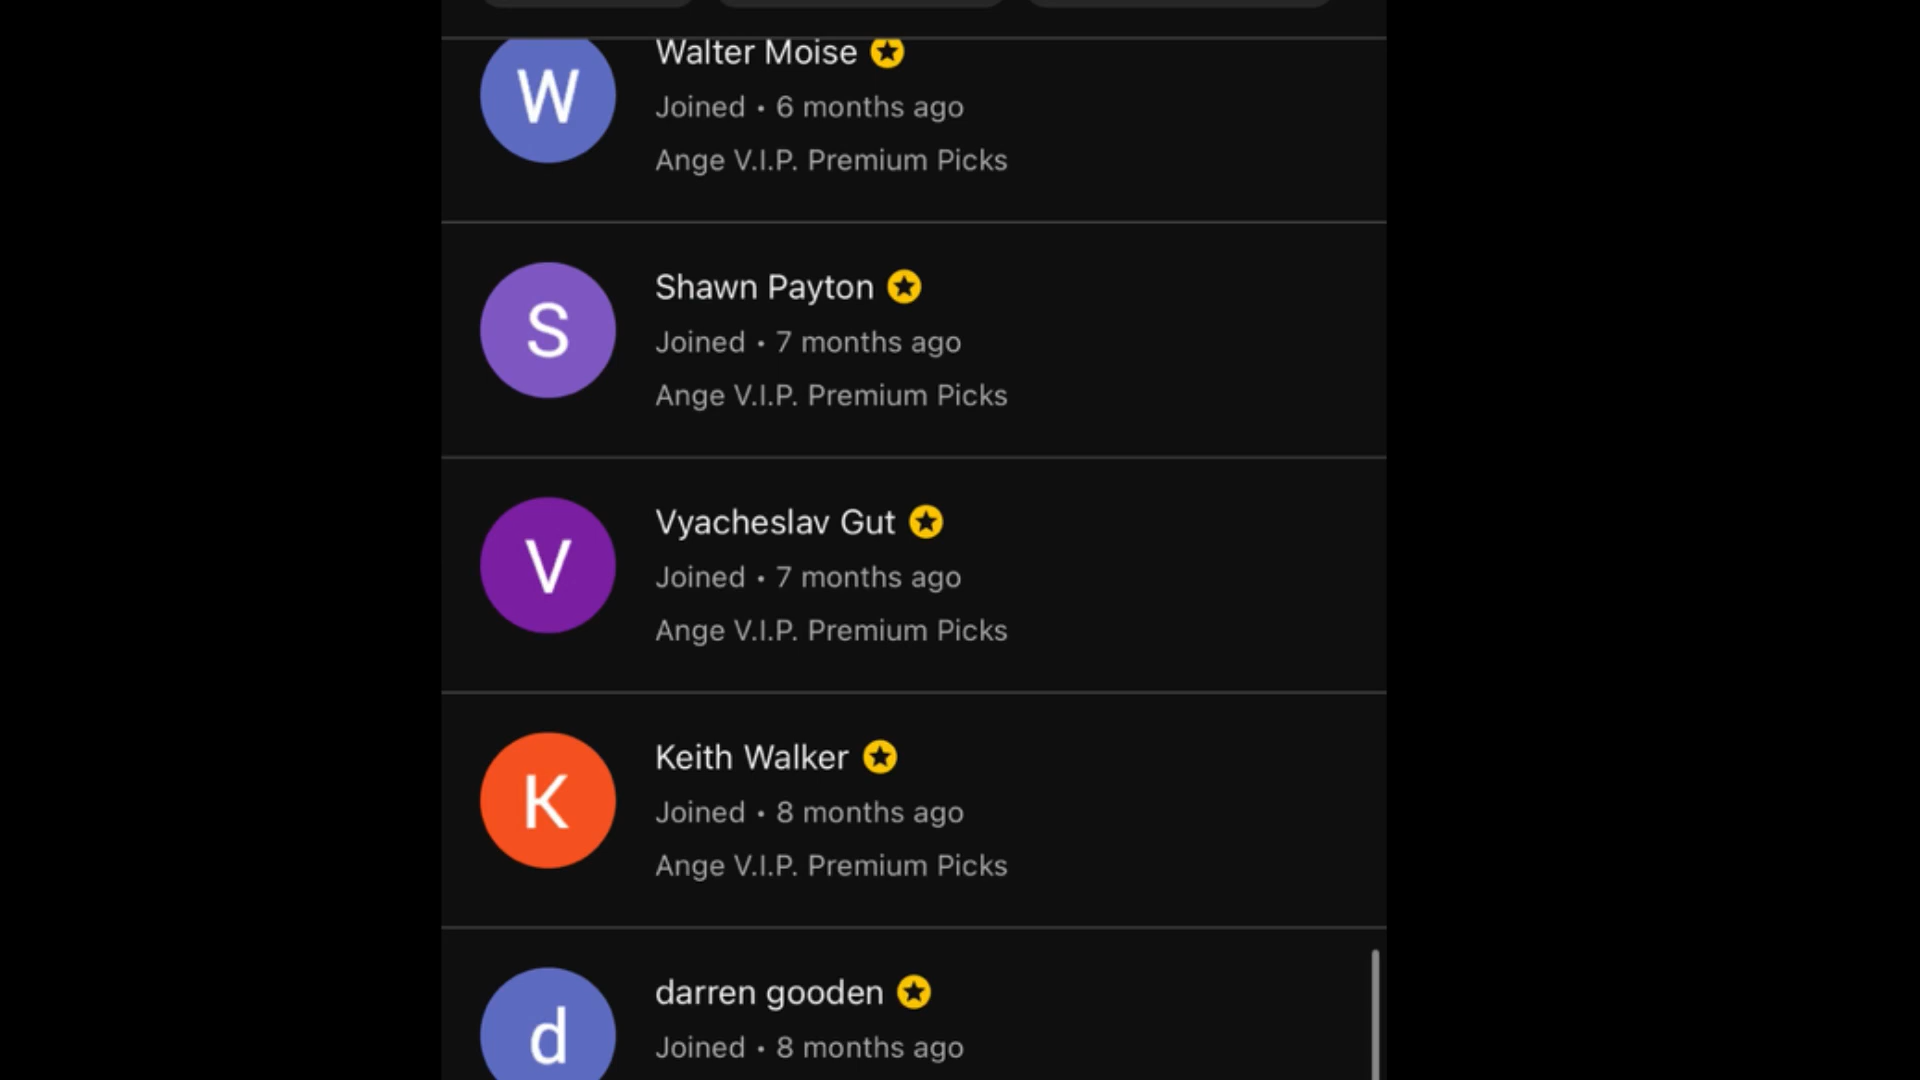 W
Walter Moise
Joined • 6 months ago
Ange V.I.P. Premium Picks
S
Shawn Payton
Joined • 7 months ago
Ange V.I.P. Premium Picks
V
Vyacheslav Gut
Joined • 7 months ago
Ange V.I.P. Premium Picks
K
Keith Walker
Joined • 8 months ago
Ange V.I.P. Premium Picks
d
darren gooden
Joined • 8 months ago